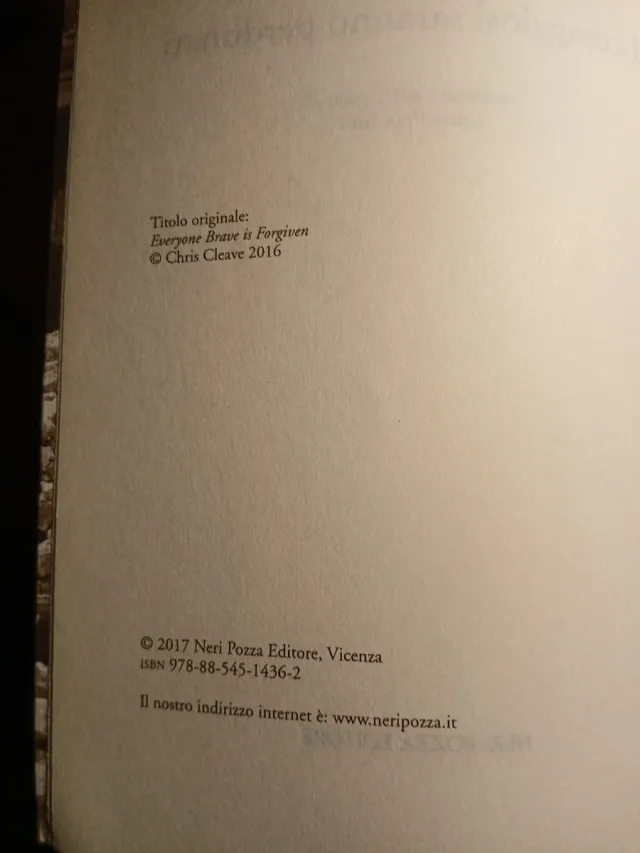 Titolo originale:
Everyone Brave is Forgiven
© Chris Cleave 2016
© 2017 Neri Pozza Editore, Vicenza
ISBN 978-88-545-1436-2
Il nostro indirizzo internet è: www.neripozza.it